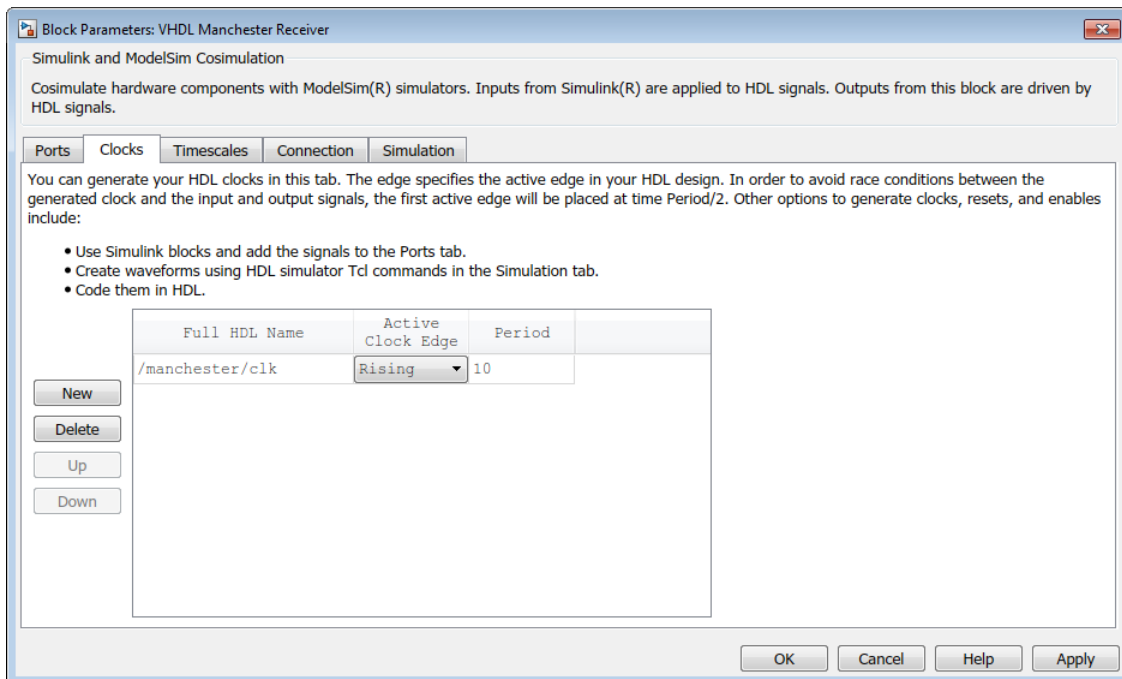 Block Parameters: VHDL Manchester Receiver
Simulink and ModelSim Cosimulation
Cosimulate hardware components with ModelSim(R) simulators. Inputs from Simulink(R) are applied to HDL signals. Outputs from this block are driven by
HDL signals.
Ports Clocks Timescales Connection Simulation
You can generate your HDL clocks in this tab. The edge specifies the active edge in your HDL design. In order to avoid race conditions between the
generated clock and the input and output signals, the first active edge will be placed at time Period/2. Other options to generate clocks, resets, and enables
include:
• Use Simulink blocks and add the signals to the Ports tab.
• Create waveforms using HDL simulator Tcl commands in the Simulation tab.
• Code them in HDL.
Full HDL Name Active Clock Edge Period
/manchester/clk Rising 10
New
Delete
Up
Down
OK Cancel Help Apply